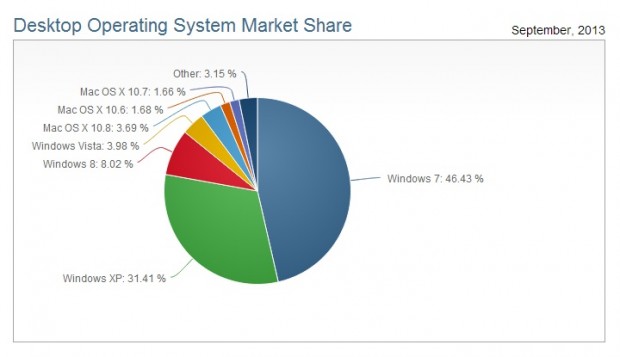 Desktop Operating System Market Share
September, 2013
Other: 3.15 %
Mac OS X 10.7: 1.66 %
Mac OS X 10.6: 1.68 %
Mac OS X 10.8: 3.69 %
Windows Vista: 3.98 %
Windows 8: 8.02 %
Windows 7: 46.43 %
Windows XP: 31.41 %